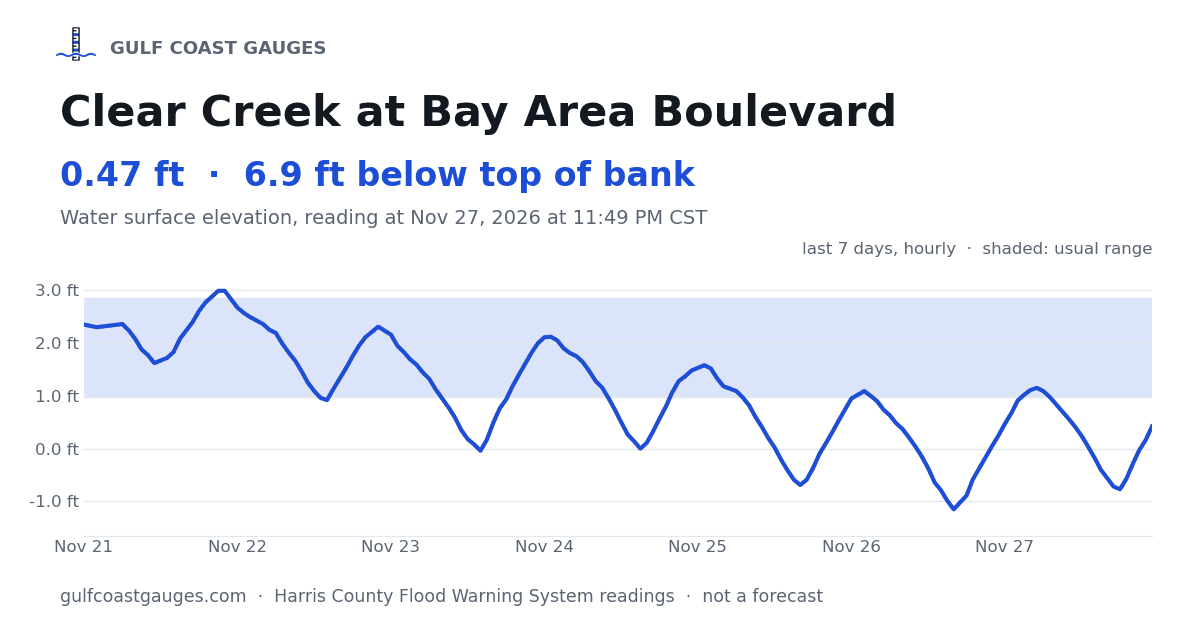 GULF COAST GAUGES
Clear Creek at Bay Area Boulevard
0.47 ft · 6.9 ft below top of bank
Water surface elevation, reading at Nov 27, 2026 at 11:49 PM CST
last 7 days, hourly · shaded: usual range
3.0 ft
2.0 ft
1.0 ft
0.0 ft
-1.0 ft
Nov 21 Nov 22 Nov 23 Nov 24 Nov 25 Nov 26 Nov 27
gulfcoastgauges.com · Harris County Flood Warning System readings · not a forecast